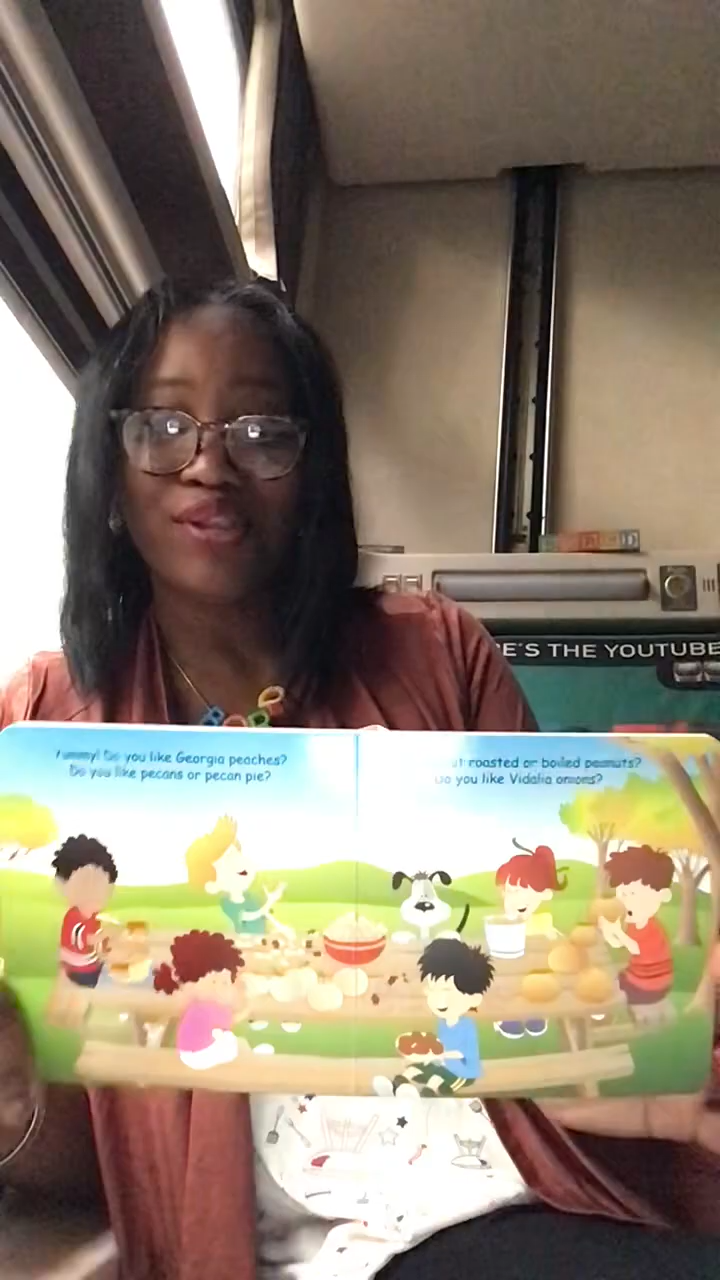 'E'S THE YOUTUBE
Yummy! Do you like Georgia peaches?
Do you like pecans or pecan pie?
roasted or boiled peanuts?
Do you like Vidalia onions?